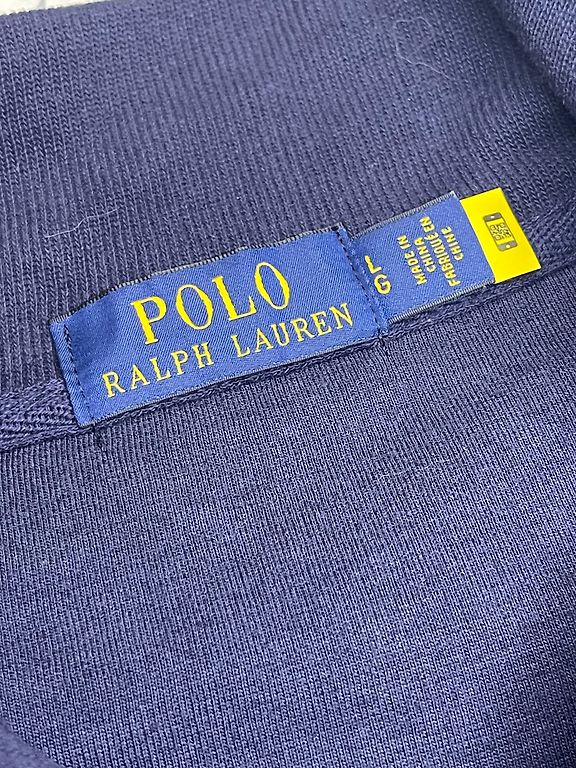 POLO
RALPH LAUREN
L
G
MADE IN
CHINA
FABRIQUÉ EN
CHINE